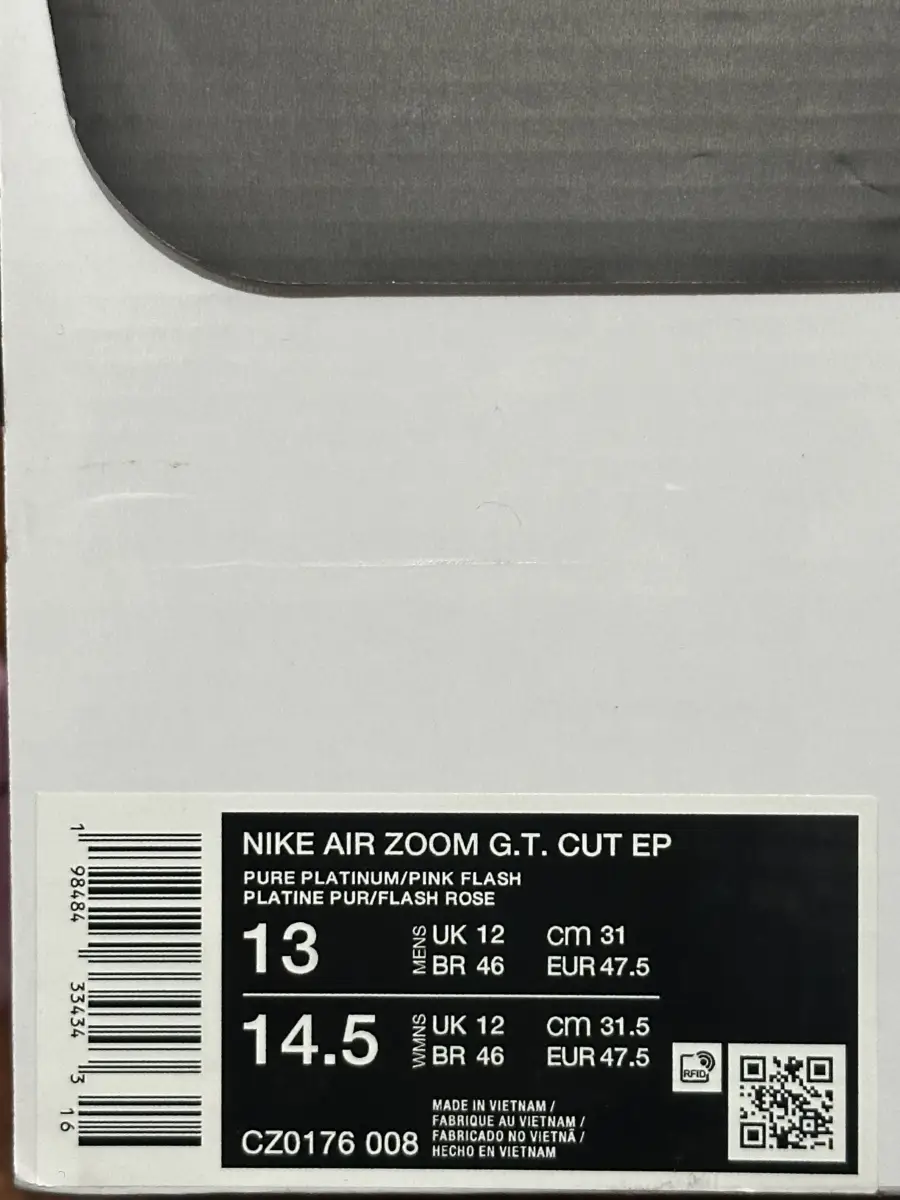 NIKE AIR ZOOM G.T. CUT EP
PURE PLATINUM/PINK FLASH
PLATINE PUR/FLASH ROSE
13 MENS UK 12 CM 31
BR 46 EUR 47.5
14.5 WMNS UK 12 CM 31.5
BR 46 EUR 47.5
CZ0176 008
MADE IN VIETNAM /
FABRIQUE AU VIETNAM /
FABRICADO NO VIETNÃ /
HECHO EN VIETNAM
RFID
1 98484 33434 3 16